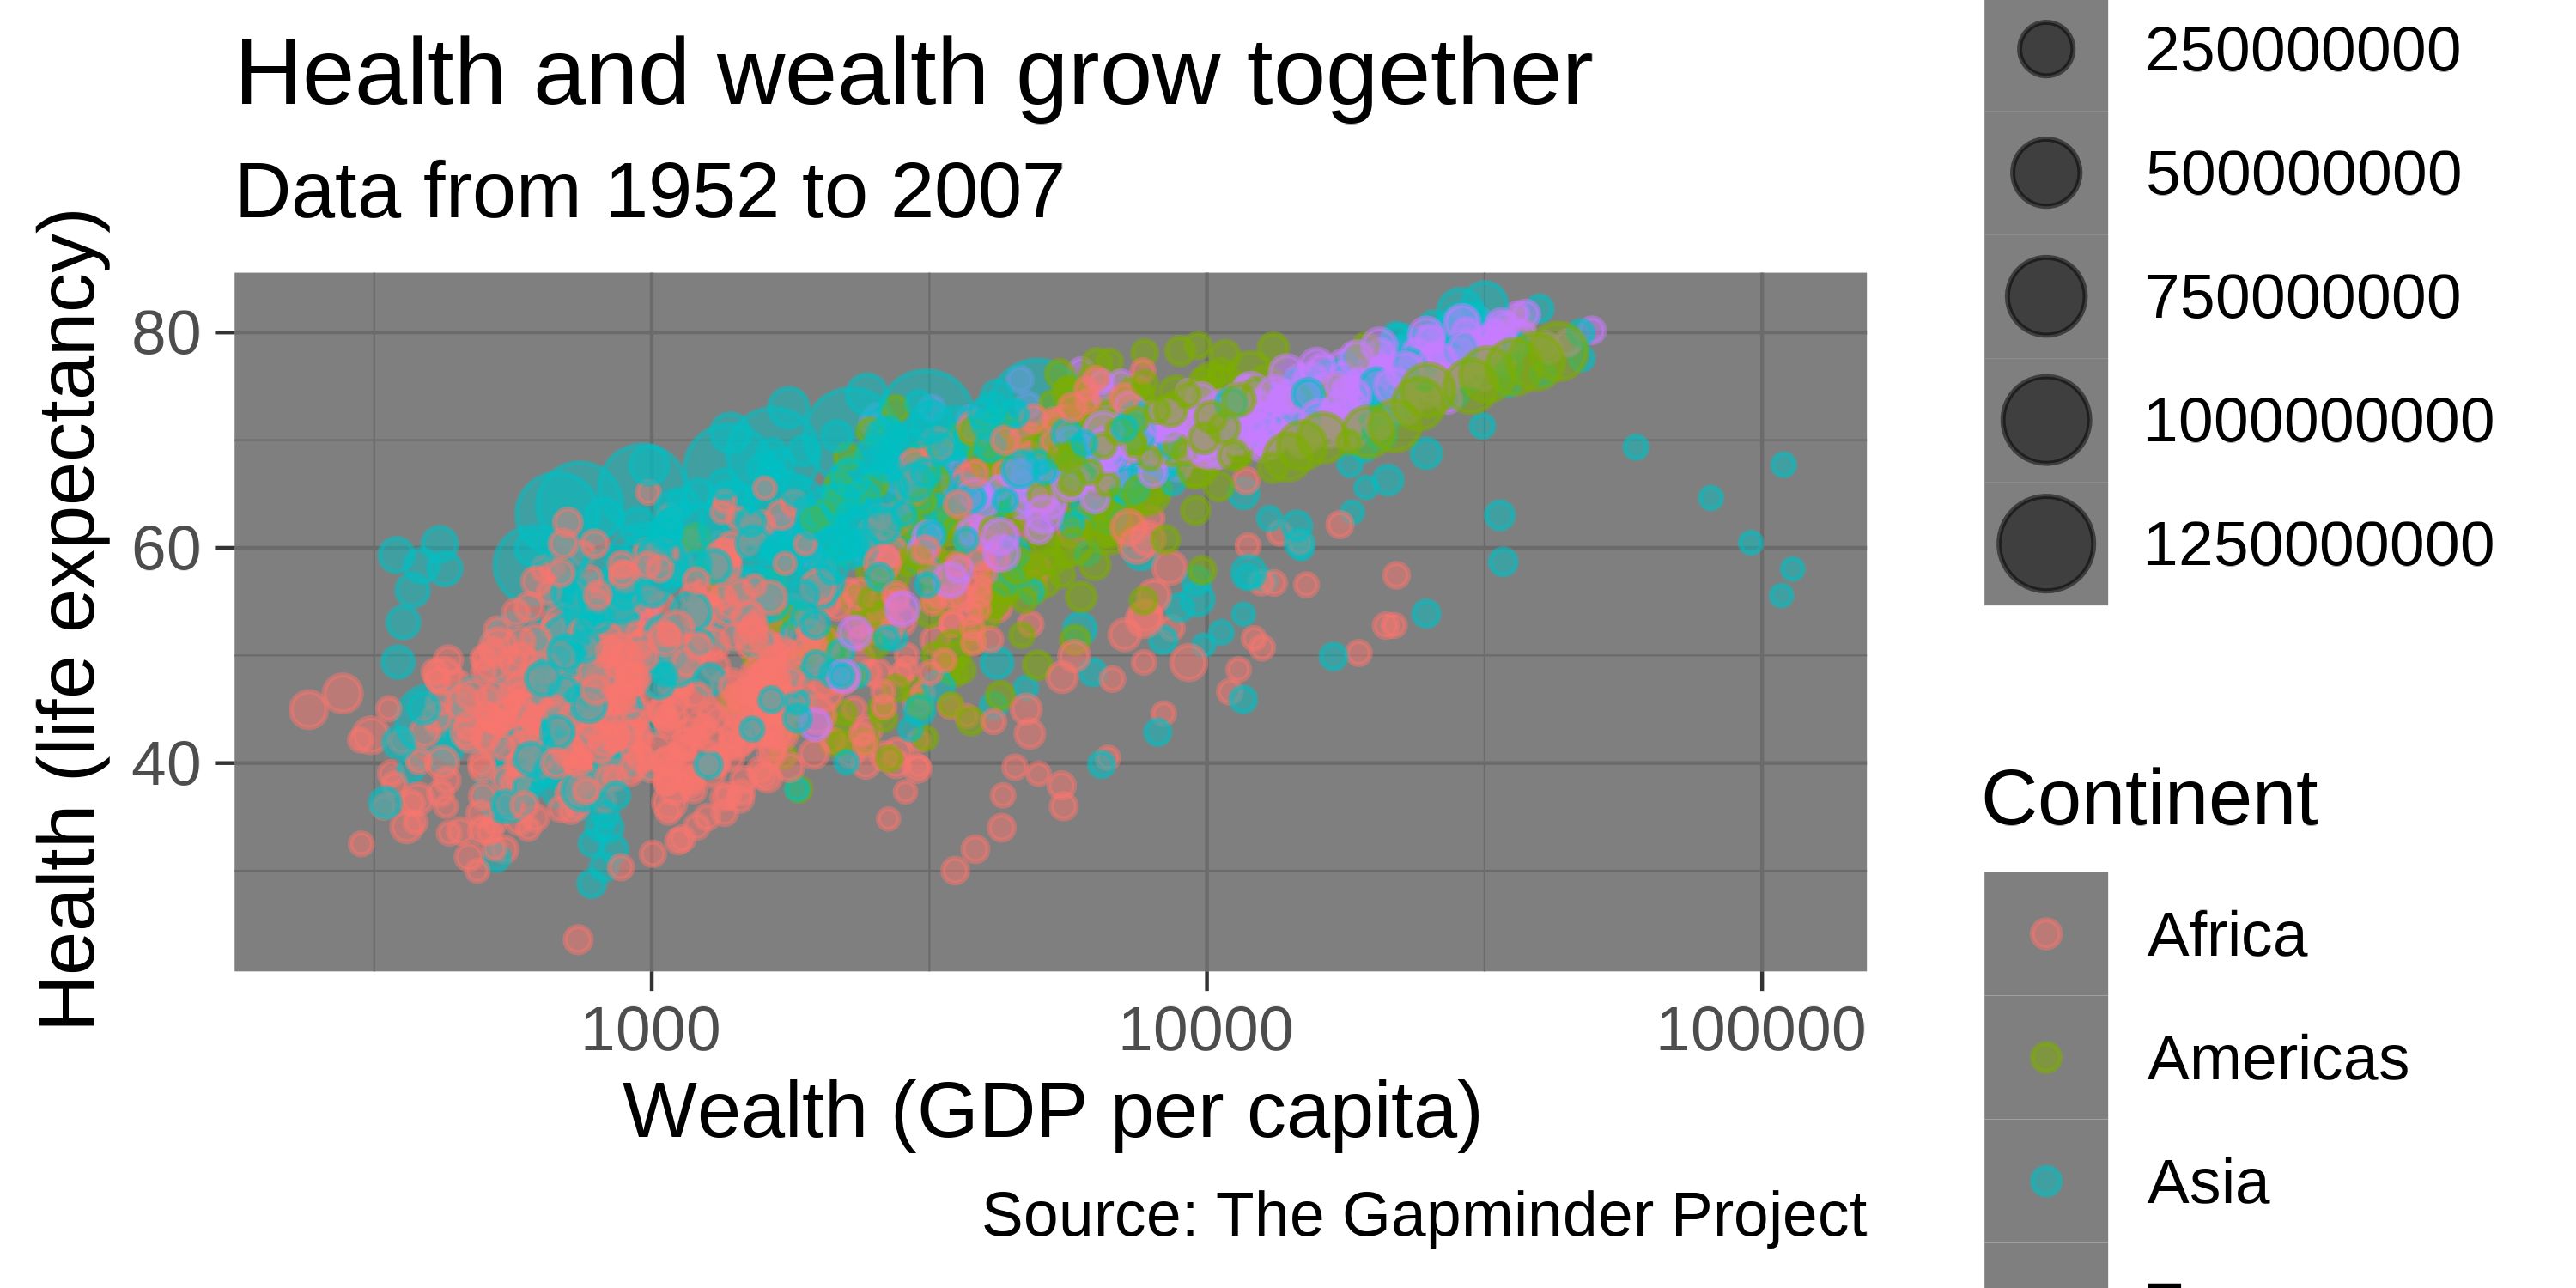 Health and wealth grow together
Data from 1952 to 2007
Health (life expectancy)
80
60
40
1000
10000
100000
Wealth (GDP per capita)
Source: The Gapminder Project
250000000
500000000
750000000
1000000000
1250000000
Continent
Africa
Americas
Asia